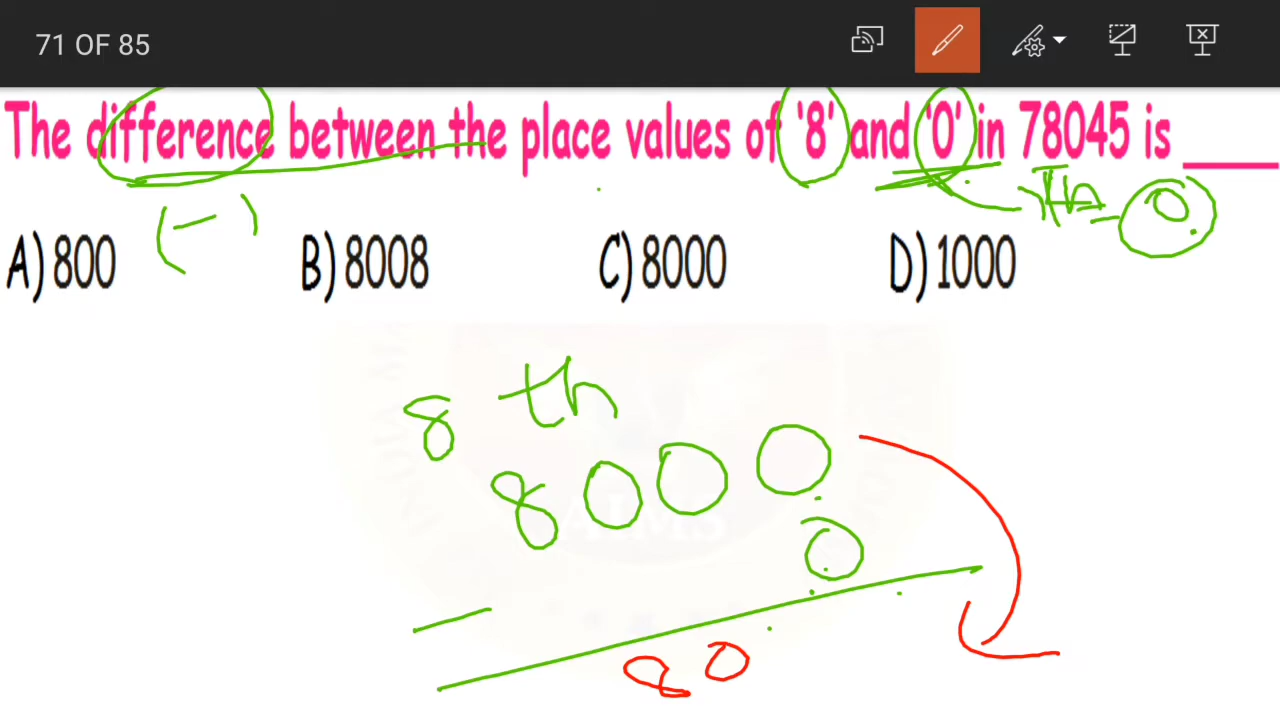 71 OF 85
The difference between the place values of '8' and '0' in 78045 is ____
(-)
Th 0
A) 800 B) 8008 C) 8000 D) 1000
8 th
8000
0
AIMS
—
80